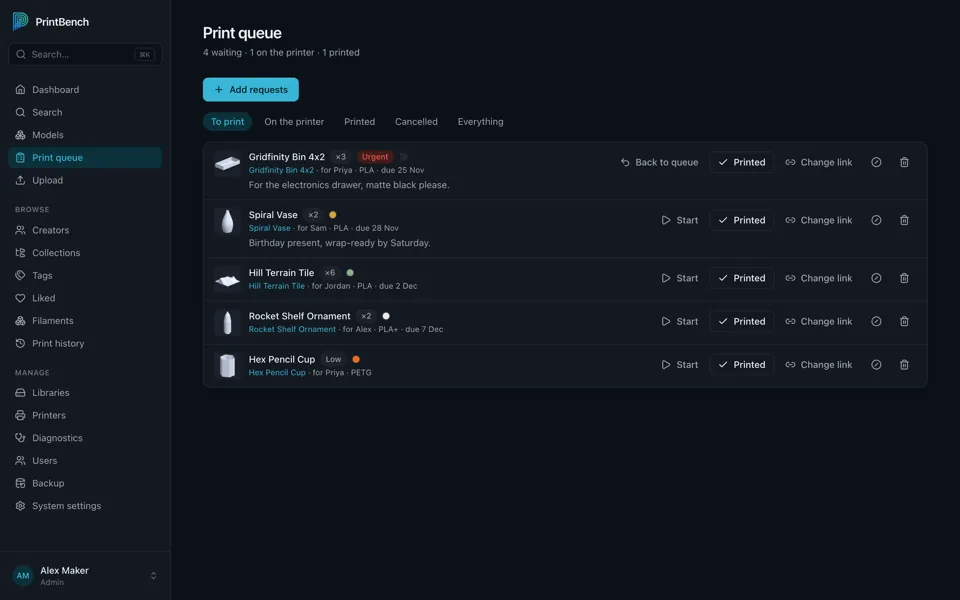 PrintBench
Search... ⌘K
Dashboard
Search
Models
Print queue
Upload
BROWSE
Creators
Collections
Tags
Liked
Filaments
Print history
MANAGE
Libraries
Printers
Diagnostics
Users
Backup
System settings
AM Alex Maker
Admin
Print queue
4 waiting · 1 on the printer · 1 printed
Add requests
To print On the printer Printed Cancelled Everything
Gridfinity Bin 4x2 ×3 Urgent
Gridfinity Bin 4x2 · for Priya · PLA · due 25 Nov
For the electronics drawer, matte black please.
Back to queue Printed Change link
Spiral Vase ×2
Spiral Vase · for Sam · PLA · due 28 Nov
Birthday present, wrap-ready by Saturday.
Start Printed Change link
Hill Terrain Tile ×6
Hill Terrain Tile · for Jordan · PLA · due 2 Dec
Start Printed Change link
Rocket Shelf Ornament ×2
Rocket Shelf Ornament · for Alex · PLA+ · due 7 Dec
Start Printed Change link
Hex Pencil Cup Low
Hex Pencil Cup · for Priya · PETG
Start Printed Change link